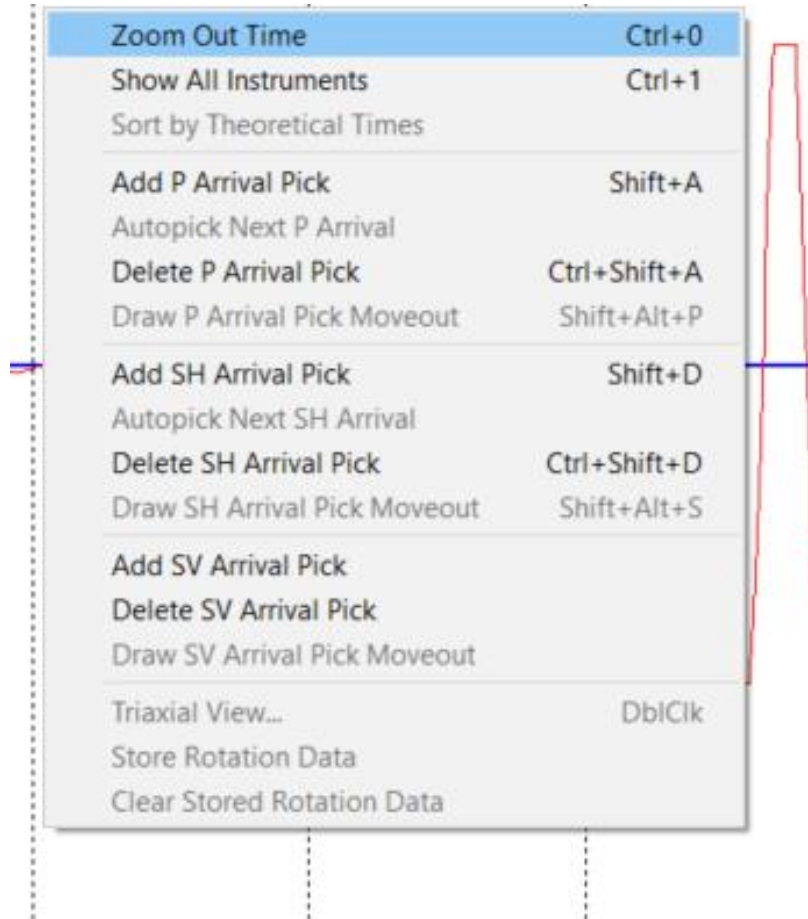 Zoom Out Time Ctrl+0
Show All Instruments Ctrl+1
Sort by Theoretical Times
Add P Arrival Pick Shift+A
Autopick Next P Arrival
Delete P Arrival Pick Ctrl+Shift+A
Draw P Arrival Pick Moveout Shift+Alt+P
Add SH Arrival Pick Shift+D
Autopick Next SH Arrival
Delete SH Arrival Pick Ctrl+Shift+D
Draw SH Arrival Pick Moveout Shift+Alt+S
Add SV Arrival Pick
Delete SV Arrival Pick
Draw SV Arrival Pick Moveout
Triaxial View... DblClk
Store Rotation Data
Clear Stored Rotation Data